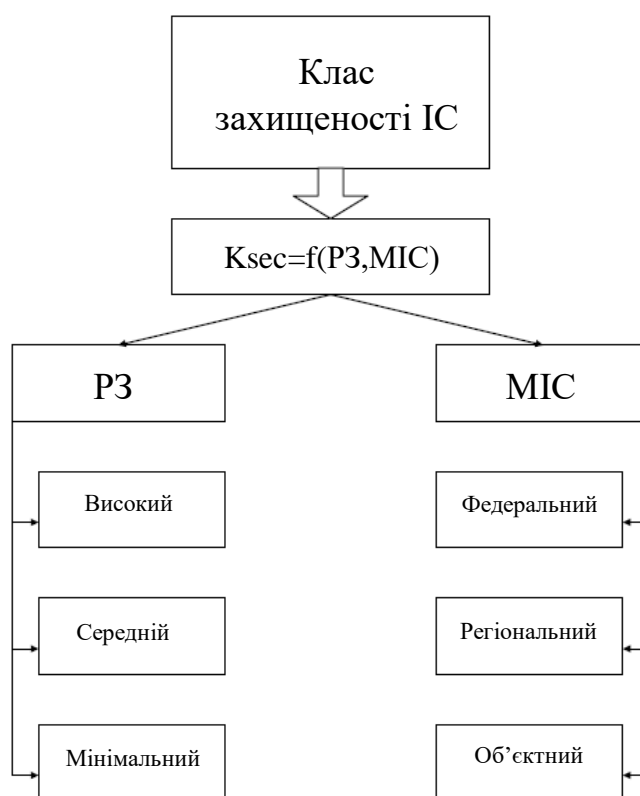 Клас
захищеності ІС
Ksec=f(РЗ,МІС)
РЗ
МІС
Високий
Федеральний
Середній
Регіональний
Мінімальний
Об’єктний